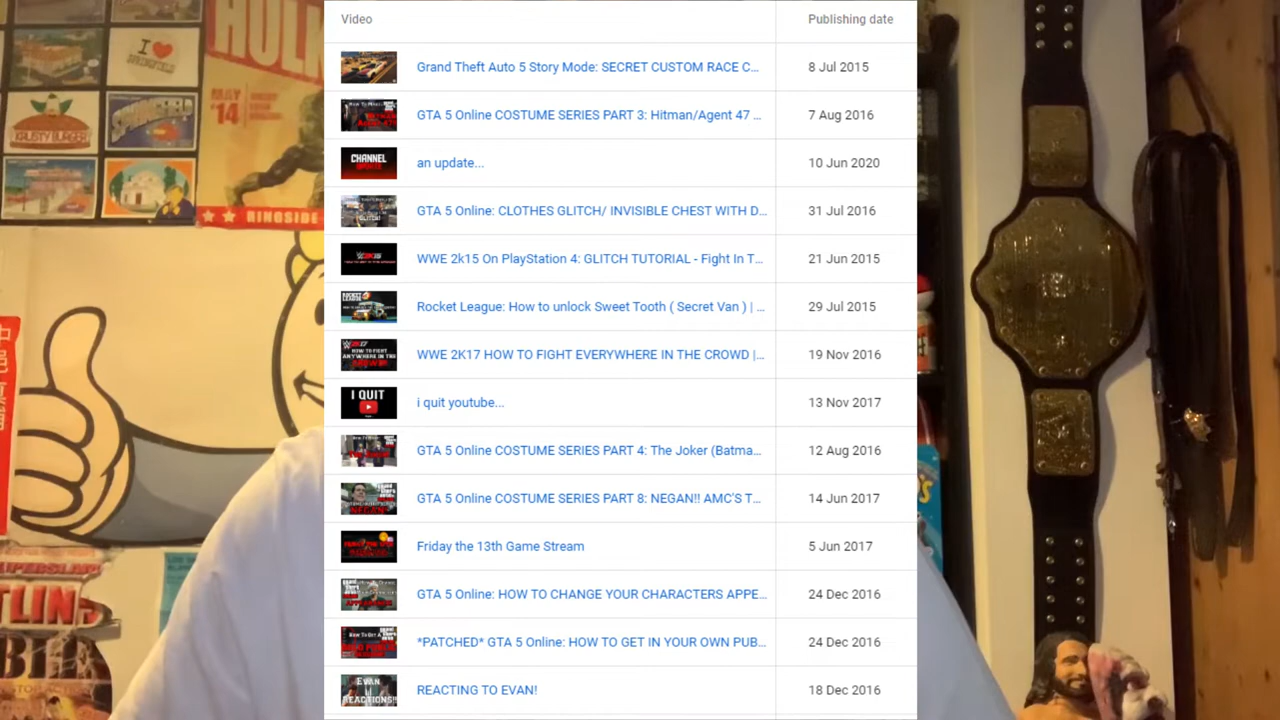 Video Publishing date
Grand Theft Auto 5 Story Mode: SECRET CUSTOM RACE C... 8 Jul 2015
GTA 5 Online COSTUME SERIES PART 3: Hitman/Agent 47 ... 7 Aug 2016
CHANNEL
UPDATE
an update... 10 Jun 2020
GTA 5 Online: CLOTHES GLITCH/ INVISIBLE CHEST WITH D... 31 Jul 2016
WWE 2k15 On PlayStation 4: GLITCH TUTORIAL - Fight In T... 21 Jun 2015
Rocket League: How to unlock Sweet Tooth ( Secret Van ) | ... 29 Jul 2015
WWE 2K17 HOW TO FIGHT EVERYWHERE IN THE CROWD |... 19 Nov 2016
I QUIT
i quit youtube... 13 Nov 2017
GTA 5 Online COSTUME SERIES PART 4: The Joker (Batma... 12 Aug 2016
GTA 5 Online COSTUME SERIES PART 8: NEGAN!! AMC'S T... 14 Jun 2017
Friday the 13th Game Stream 5 Jun 2017
GTA 5 Online: HOW TO CHANGE YOUR CHARACTERS APPE... 24 Dec 2016
*PATCHED* GTA 5 Online: HOW TO GET IN YOUR OWN PUB... 24 Dec 2016
EVAN
REACTIONS!!
REACTING TO EVAN! 18 Dec 2016
HULK
MAY
#14
RINGSIDE
I
KRUSTY BURGER